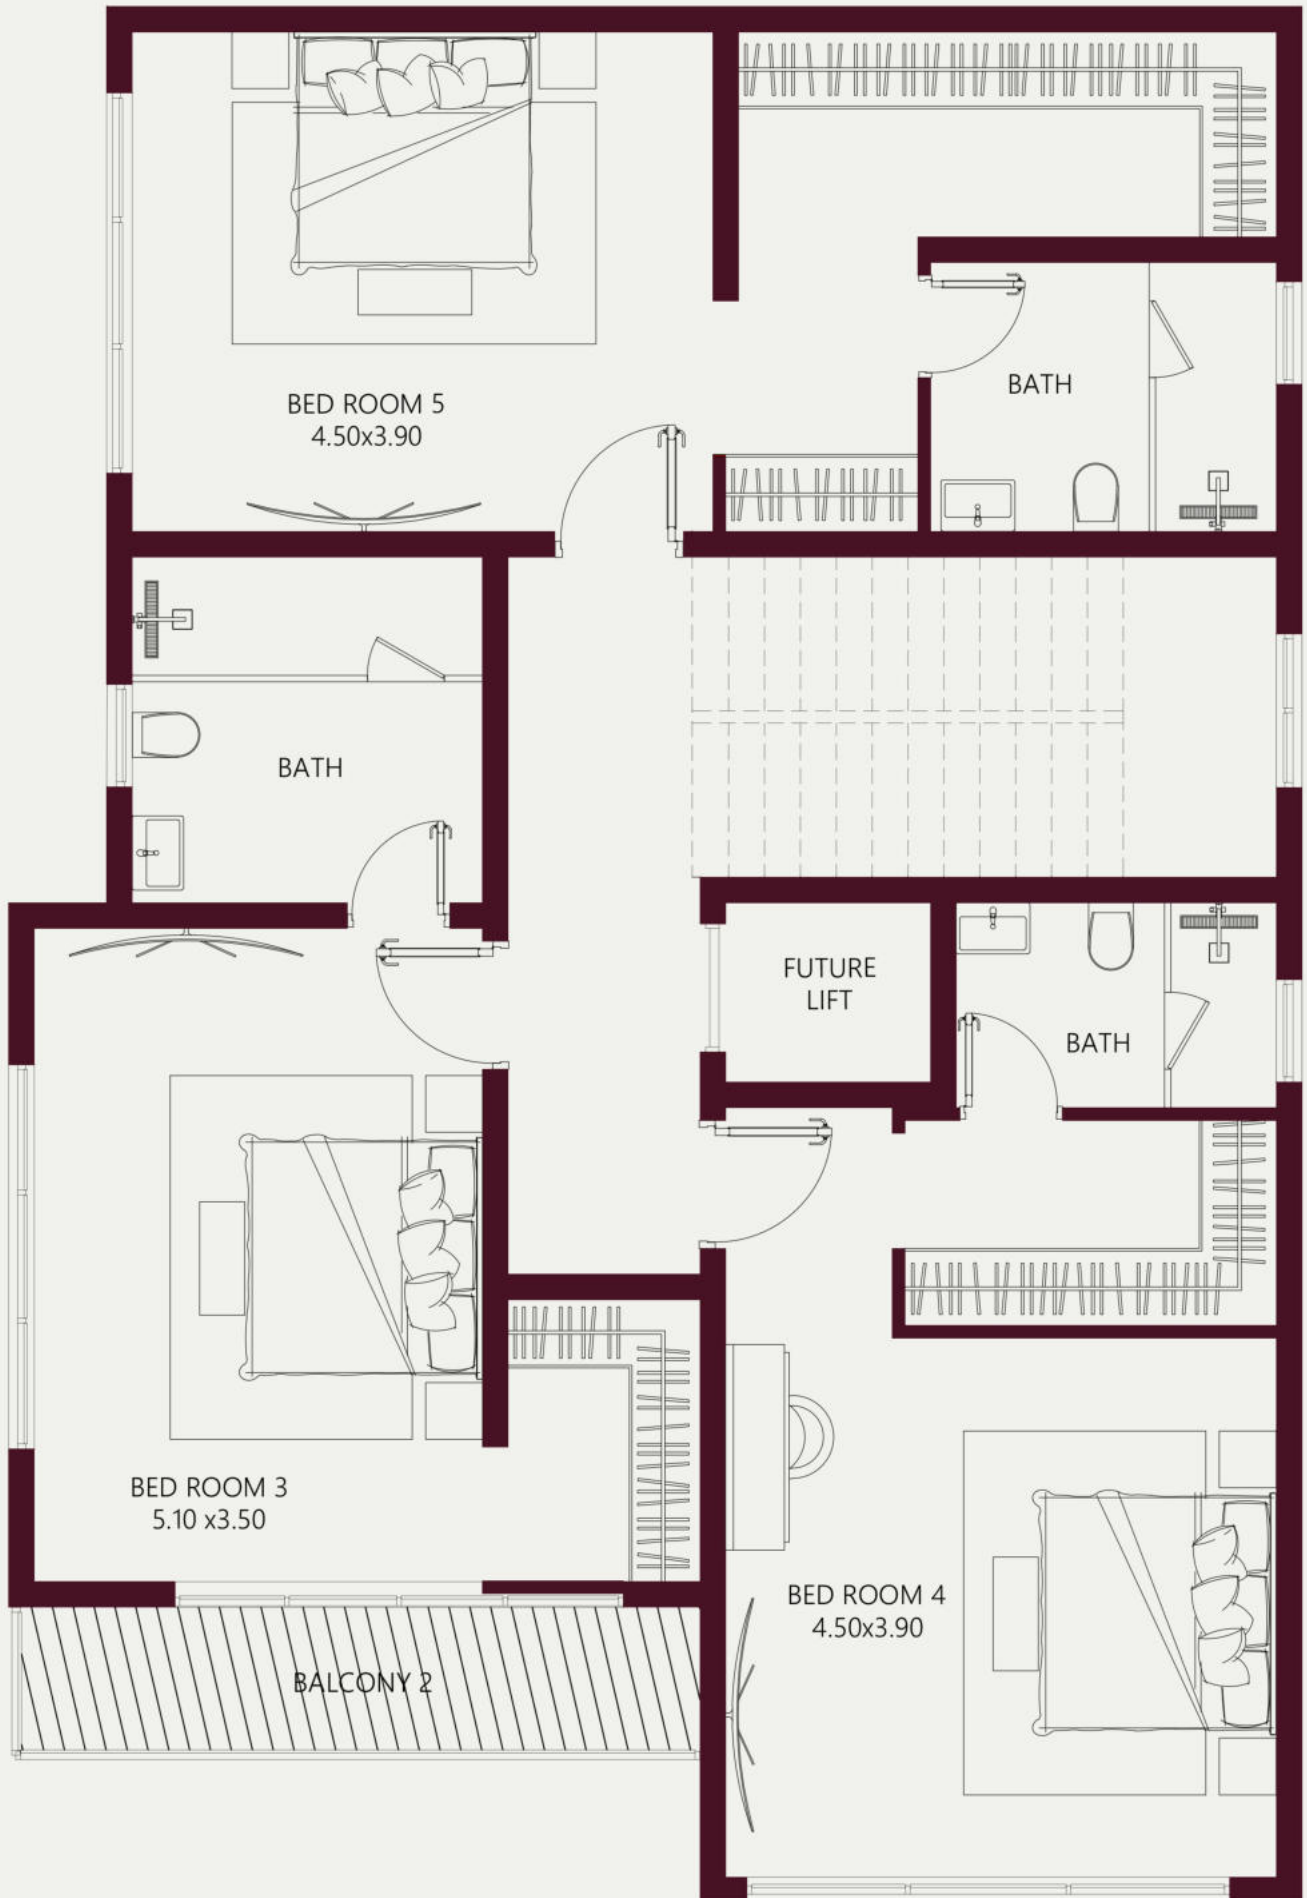 BED ROOM 5
4.50x3.90
BATH
BATH
FUTURE
LIFT
BATH
BED ROOM 3
5.10 x3.50
BED ROOM 4
4.50x3.90
BALCONY 2